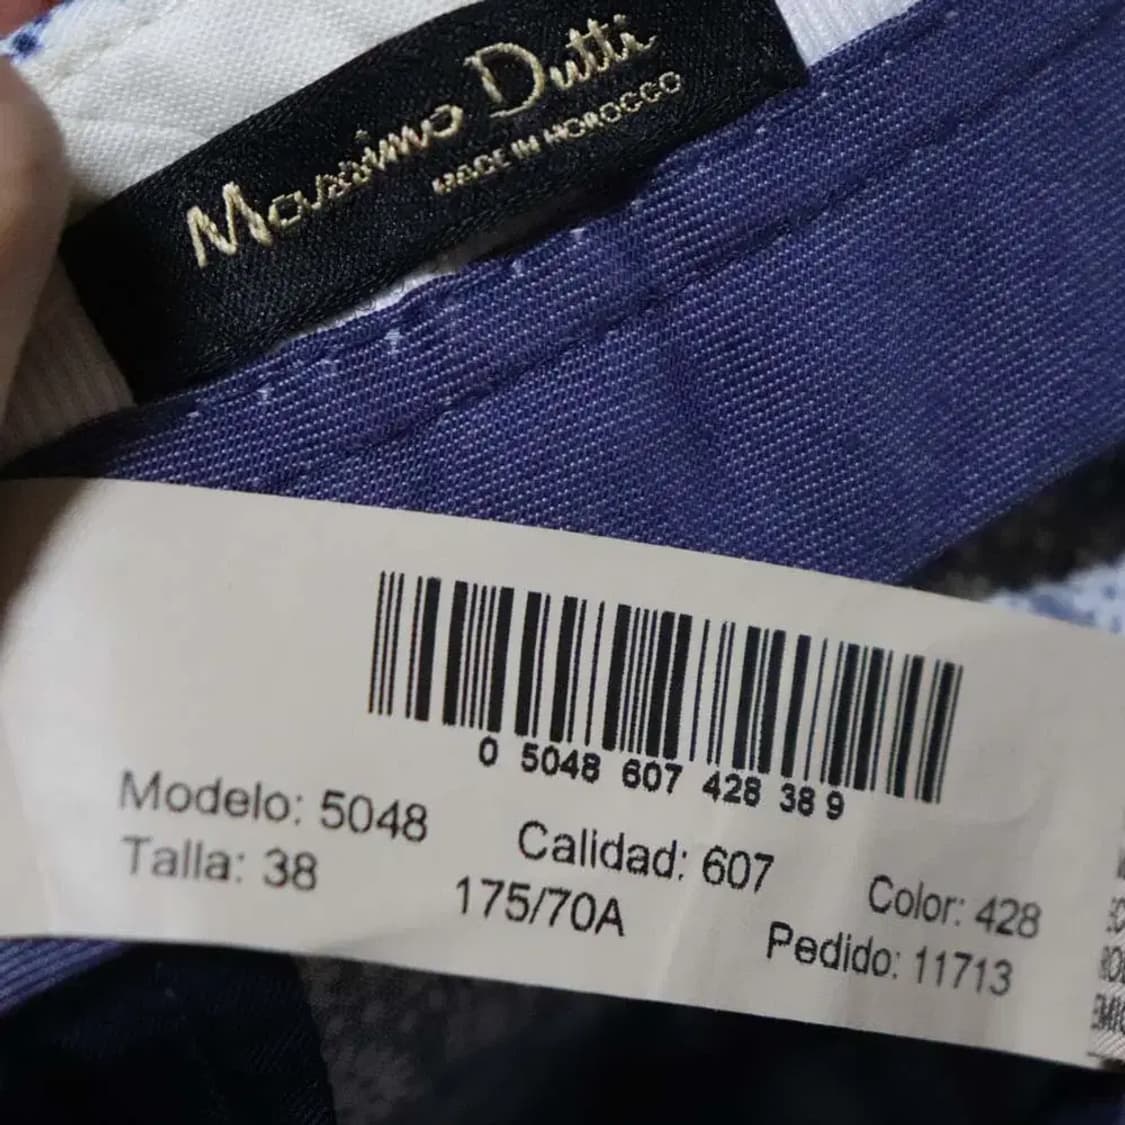 Massimo Dutti
MADE IN MOROCCO
0 5048 607 428 38 9
Modelo: 5048 Calidad: 607 Color: 428
Talla: 38 175/70A Pedido: 11713